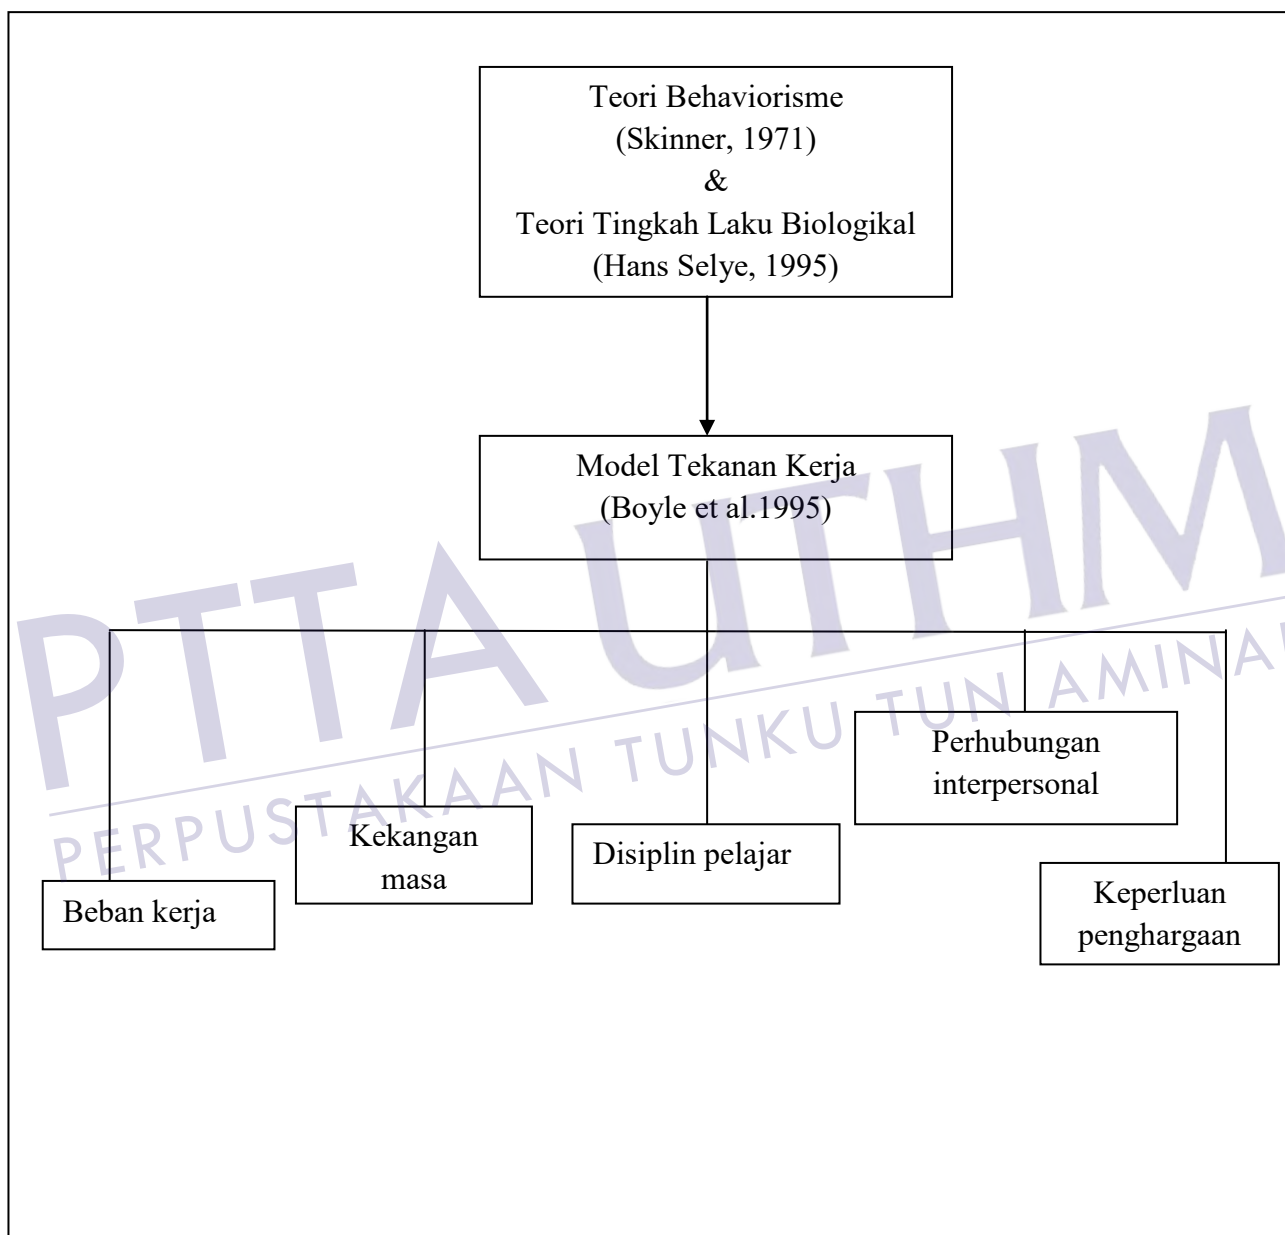 Teori Behaviorisme
(Skinner, 1971)
&
Teori Tingkah Laku Biologikal
(Hans Selye, 1995)
Model Tekanan Kerja
(Boyle et al.1995)
PTTA UTHM
PERPUSTAKAAN TUNKU TUN AMINAH
Perhubungan
interpersonal
Kekangan
masa
Disiplin pelajar
Beban kerja
Keperluan
penghargaan